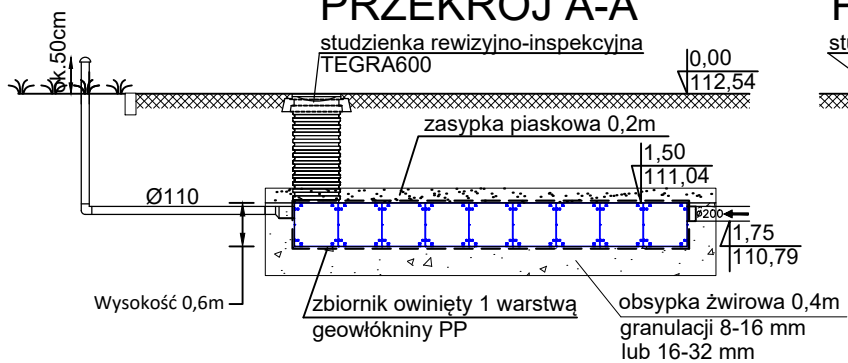 PRZEKRÓJ A-A
ok.50cm
studzienka rewizyjno-inspekcyjna
TEGRA600
0,00
112,54
zasypka piaskowa 0,2m
1,50
111,04
Ø110
Ø200
1,75
110,79
Wysokość 0,6m
zbiornik owinięty 1 warstwą
geowłókniny PP
obsypka żwirowa 0,4m
granulacji 8-16 mm
lub 16-32 mm